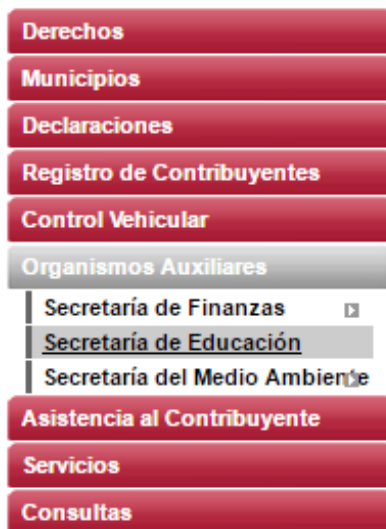 Derechos
Municipios
Declaraciones
Registro de Contribuyentes
Control Vehicular
Organismos Auxiliares
Secretaría de Finanzas
Secretaría de Educación
Secretaría del Medio Ambiente
Asistencia al Contribuyente
Servicios
Consultas